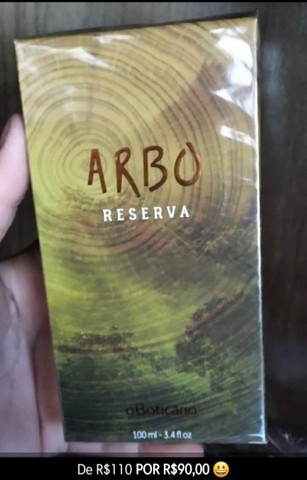 ARBO
RESERVA
oBoticário
100 ml - 3.4 fl oz
De R$110 POR R$90,00 😀